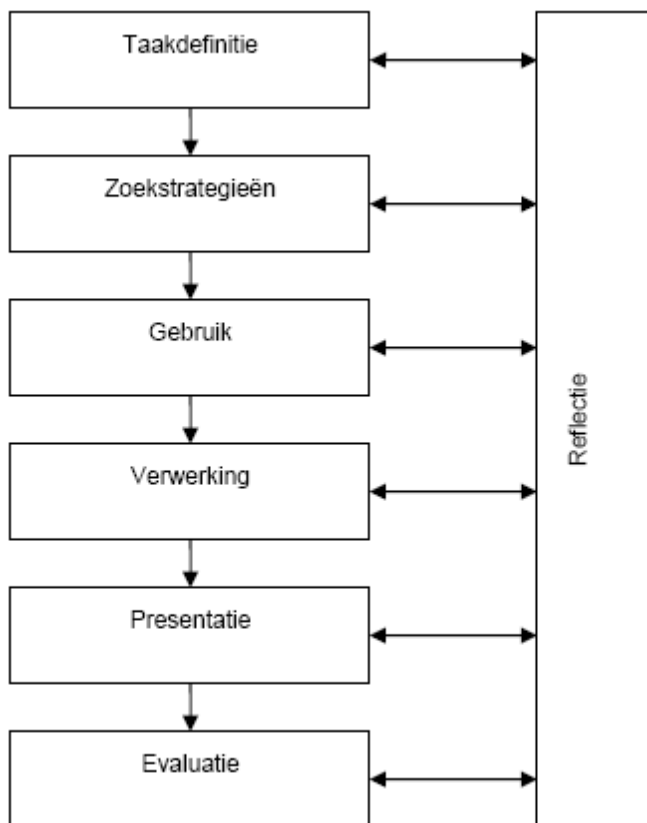 Taakdefinitie
Zoekstrategieën
Gebruik
Verwerking
Presentatie
Evaluatie
Reflectie